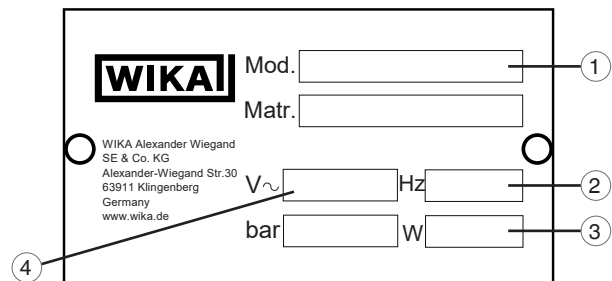 WIKA
Mod.
1
Matr.
WIKA Alexander Wiegand
SE & Co. KG
Alexander-Wiegand Str.30
63911 Klingenberg
Germany
www.wika.de
V~ Hz
2
bar W
3
4